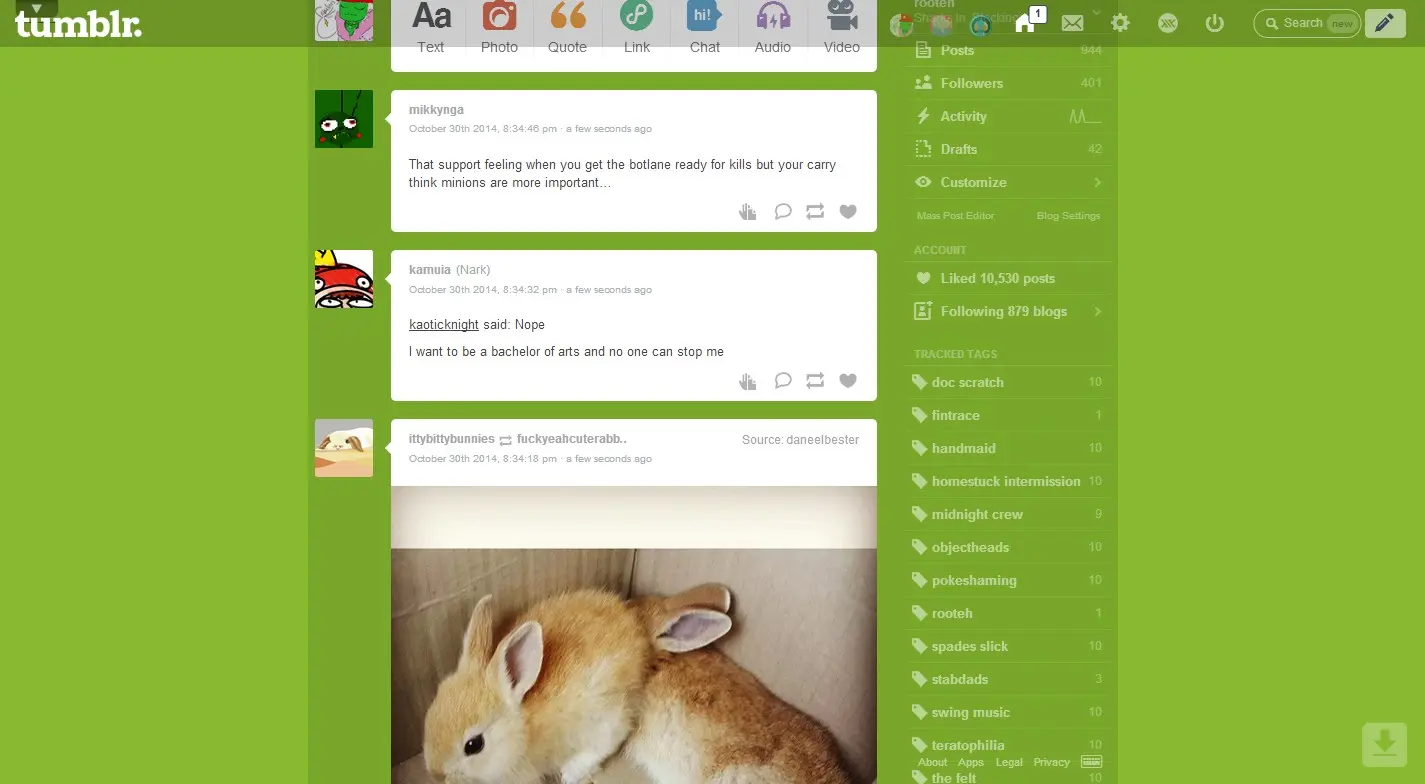 tumblr.
1
Search new
Aa
hi!
Text Photo Quote Link Chat Audio Video
mikkynga
October 30th 2014, 8:34:46 pm · a few seconds ago
That support feeling when you get the botlane ready for kills but your carry
think minions are more important…
kamuia (Nark)
October 30th 2014, 8:34:32 pm · a few seconds ago
kaoticknight said: Nope
I want to be a bachelor of arts and no one can stop me
ittybittybunnies fuckyeahcuterabb..
Source: daneelbester
October 30th 2014, 8:34:18 pm · a few seconds ago
rooteh
Posts 944
Followers 401
Activity
Drafts 42
Customize
Mass Post Editor Blog Settings
ACCOUNT
Liked 10,530 posts
Following 879 blogs
TRACKED TAGS
doc scratch 10
fintrace 1
handmaid 10
homestuck intermission 10
midnight crew 9
objectheads 10
pokeshaming 10
rooteh 1
spades slick 10
stabdads 3
swing music 10
teratophilia 10
About Apps Legal Privacy
the felt 10